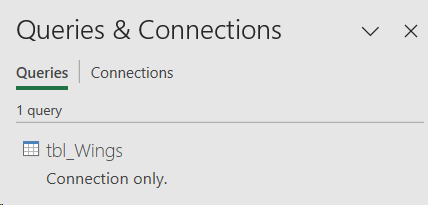 Queries & Connections
Queries Connections
1 query
tbl_Wings
Connection only.